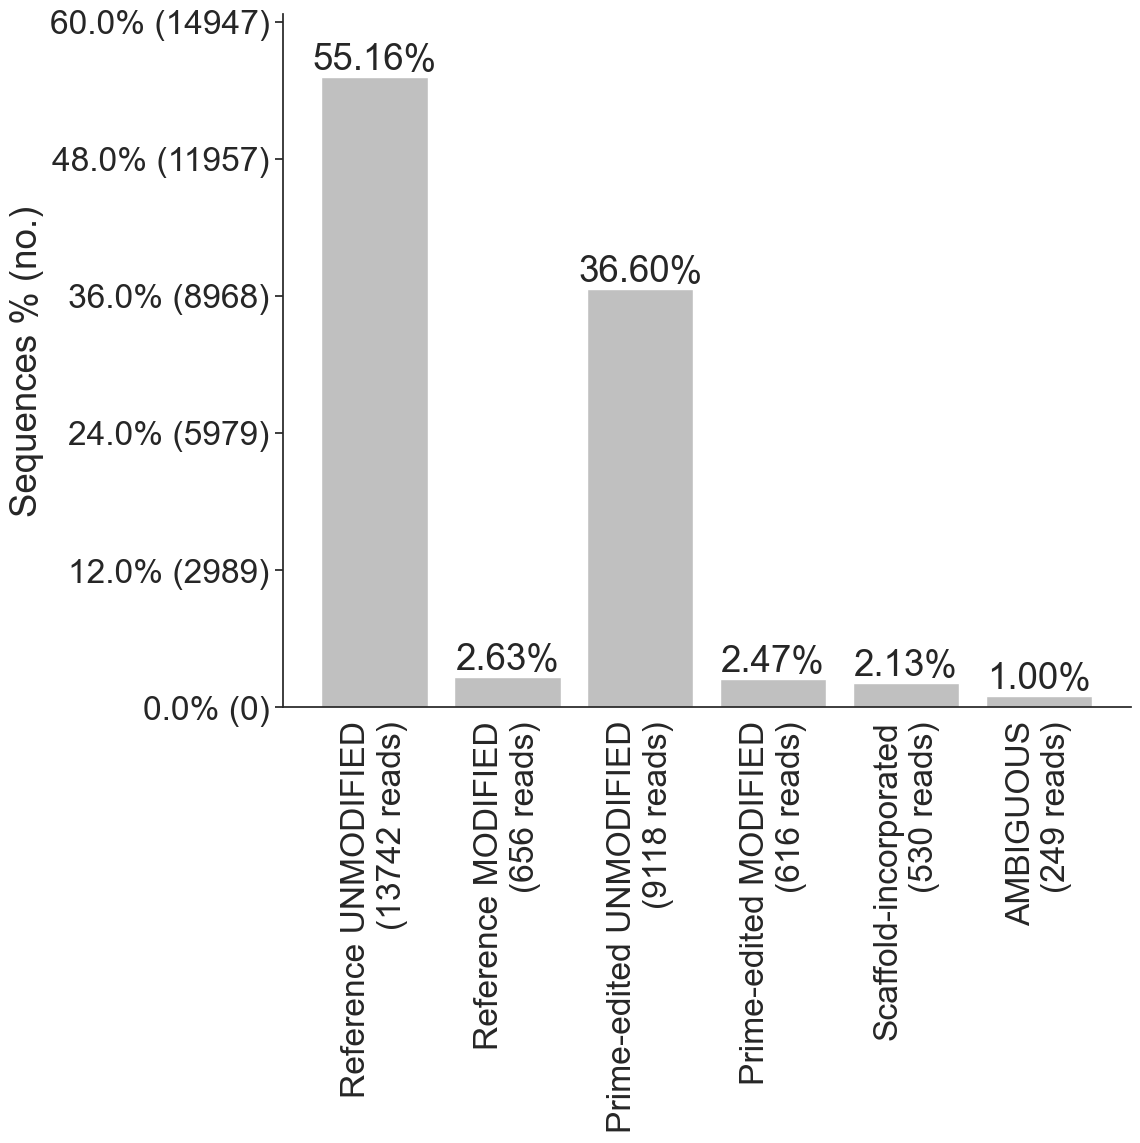 60.0% (14947)
48.0% (11957)
36.0% (8968)
24.0% (5979)
12.0% (2989)
0.0% (0)
Sequences % (no.)
55.16%
2.63%
36.60%
2.47%
2.13%
1.00%
Reference UNMODIFIED
(13742 reads)
Reference MODIFIED
(656 reads)
Prime-edited UNMODIFIED
(9118 reads)
Prime-edited MODIFIED
(616 reads)
Scaffold-incorporated
(530 reads)
AMBIGUOUS
(249 reads)